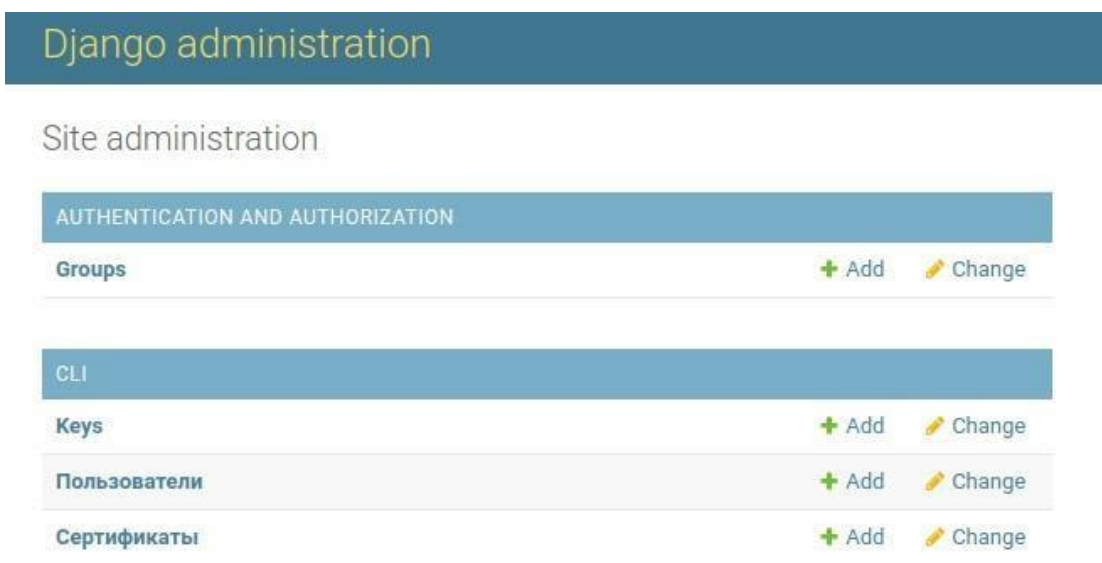 Django administration
Site administration
AUTHENTICATION AND AUTHORIZATION
Groups Add Change
CLI
Keys Add Change
Пользователи Add Change
Сертификаты Add Change